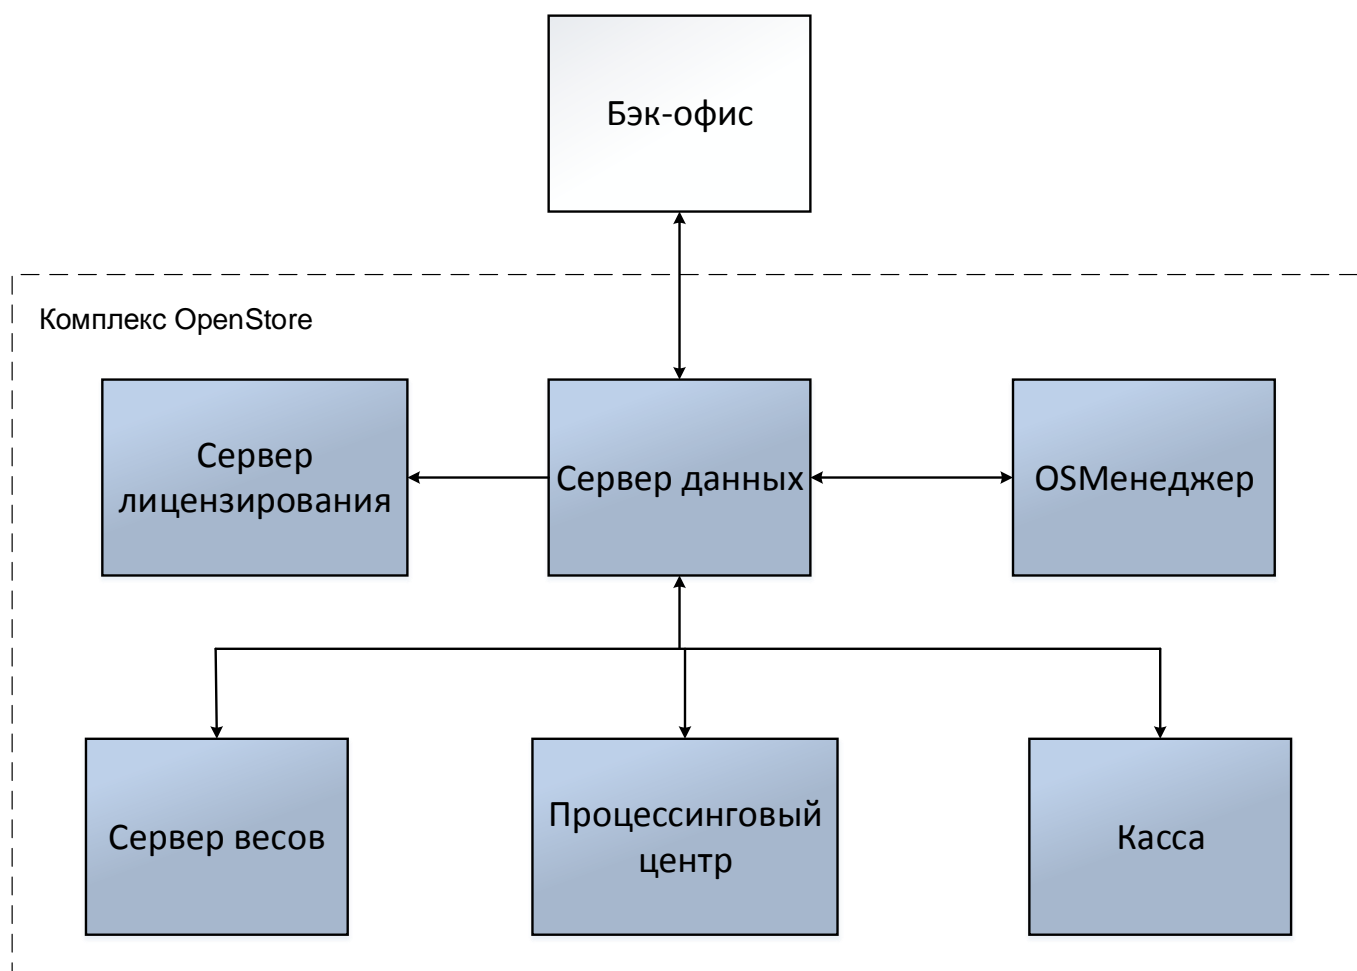 Бэк-офис
Комплекс OpenStore
Сервер
лицензирования
Сервер данных
OSМенеджер
Сервер весов
Процессинговый
центр
Касса